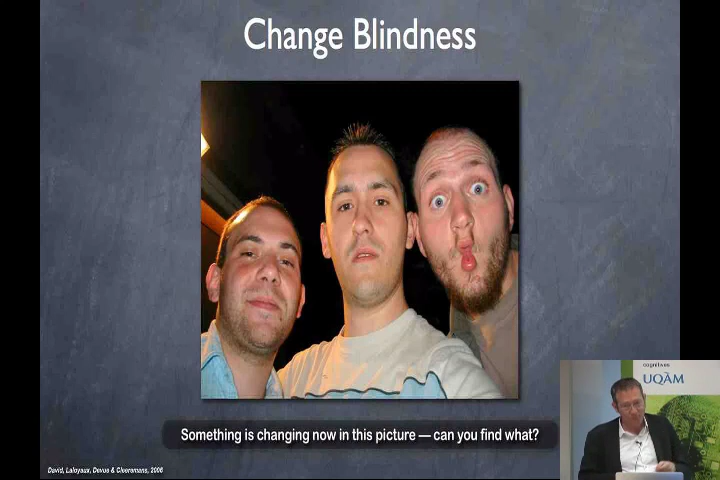 Change Blindness
Something is changing now in this picture — can you find what?
David, Laloyaux, Devue & Cleeremans, 2006
cognitives
UQÀM